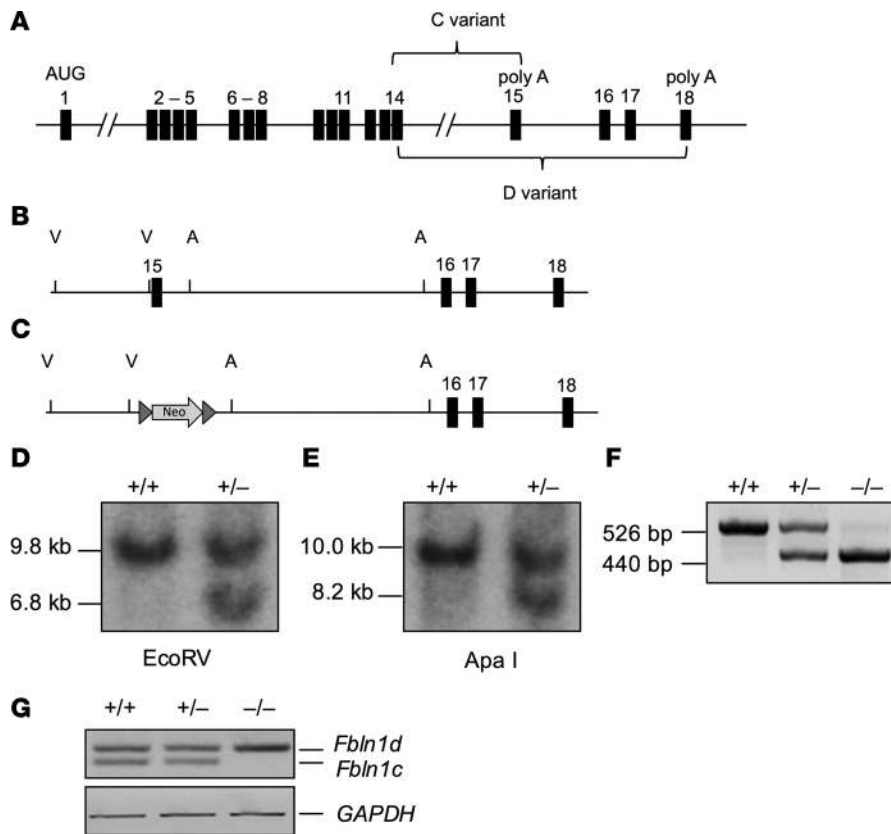 A
C variant
AUG
poly A
poly A
1
2 – 5
6 – 8
11
14
15
16
17
18
D variant
B
V
V
A
A
15
16
17
18
C
V
V
A
A
16
17
18
Neo
D
+/+
+/–
9.8 kb
6.8 kb
EcoRV
E
+/+
+/–
10.0 kb
8.2 kb
Apa I
F
+/+
+/–
–/–
526 bp
440 bp
G
+/+
+/–
–/–
Fbln1d
Fbln1c
GAPDH